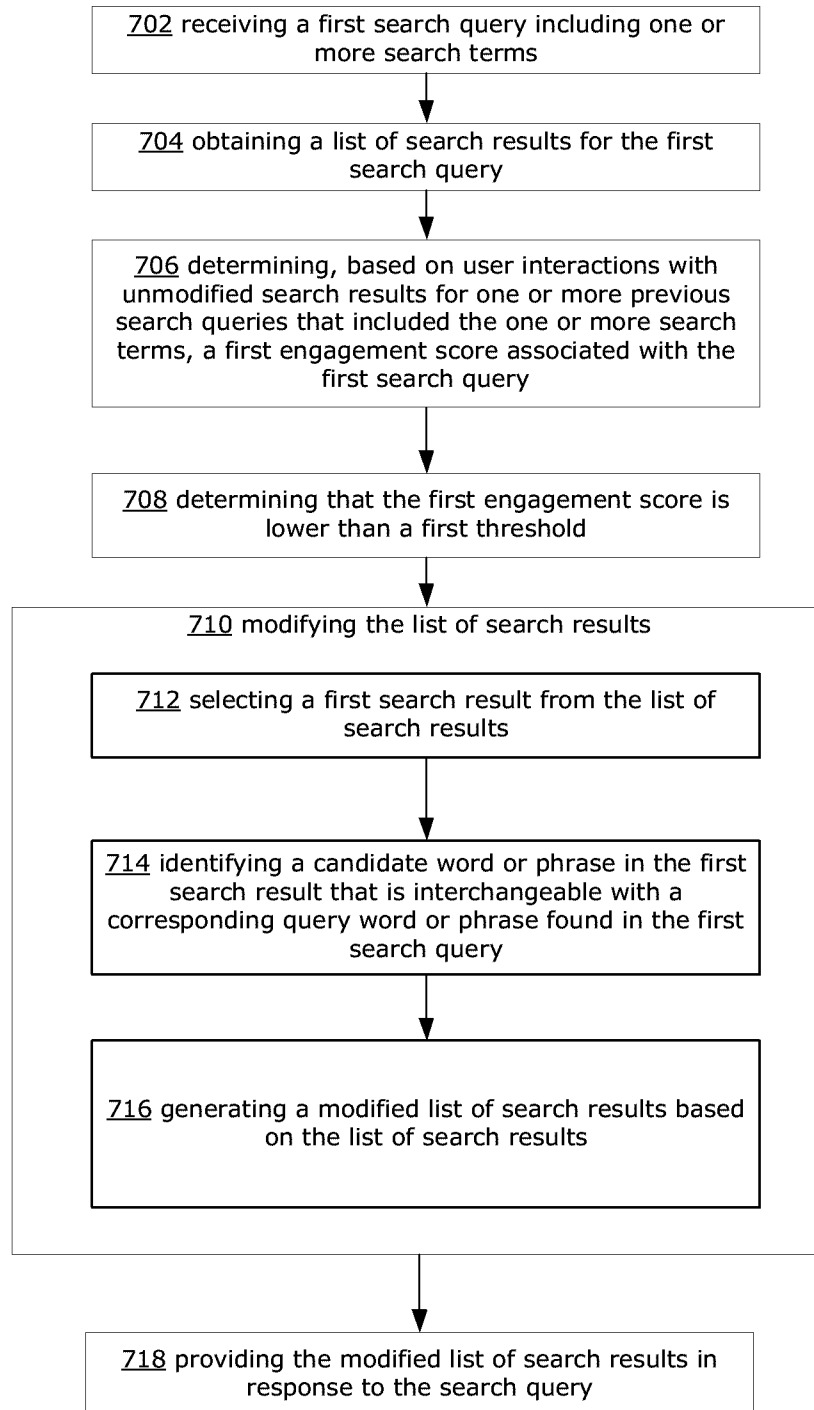 702 receiving a first search query including one or
more search terms
704 obtaining a list of search results for the first
search query
706 determining, based on user interactions with
unmodified search results for one or more previous
search queries that included the one or more search
terms, a first engagement score associated with the
first search query
708 determining that the first engagement score is
lower than a first threshold
710 modifying the list of search results
712 selecting a first search result from the list of
search results
714 identifying a candidate word or phrase in the first
search result that is interchangeable with a
corresponding query word or phrase found in the first
search query
716 generating a modified list of search results based
on the list of search results
718 providing the modified list of search results in
response to the search query